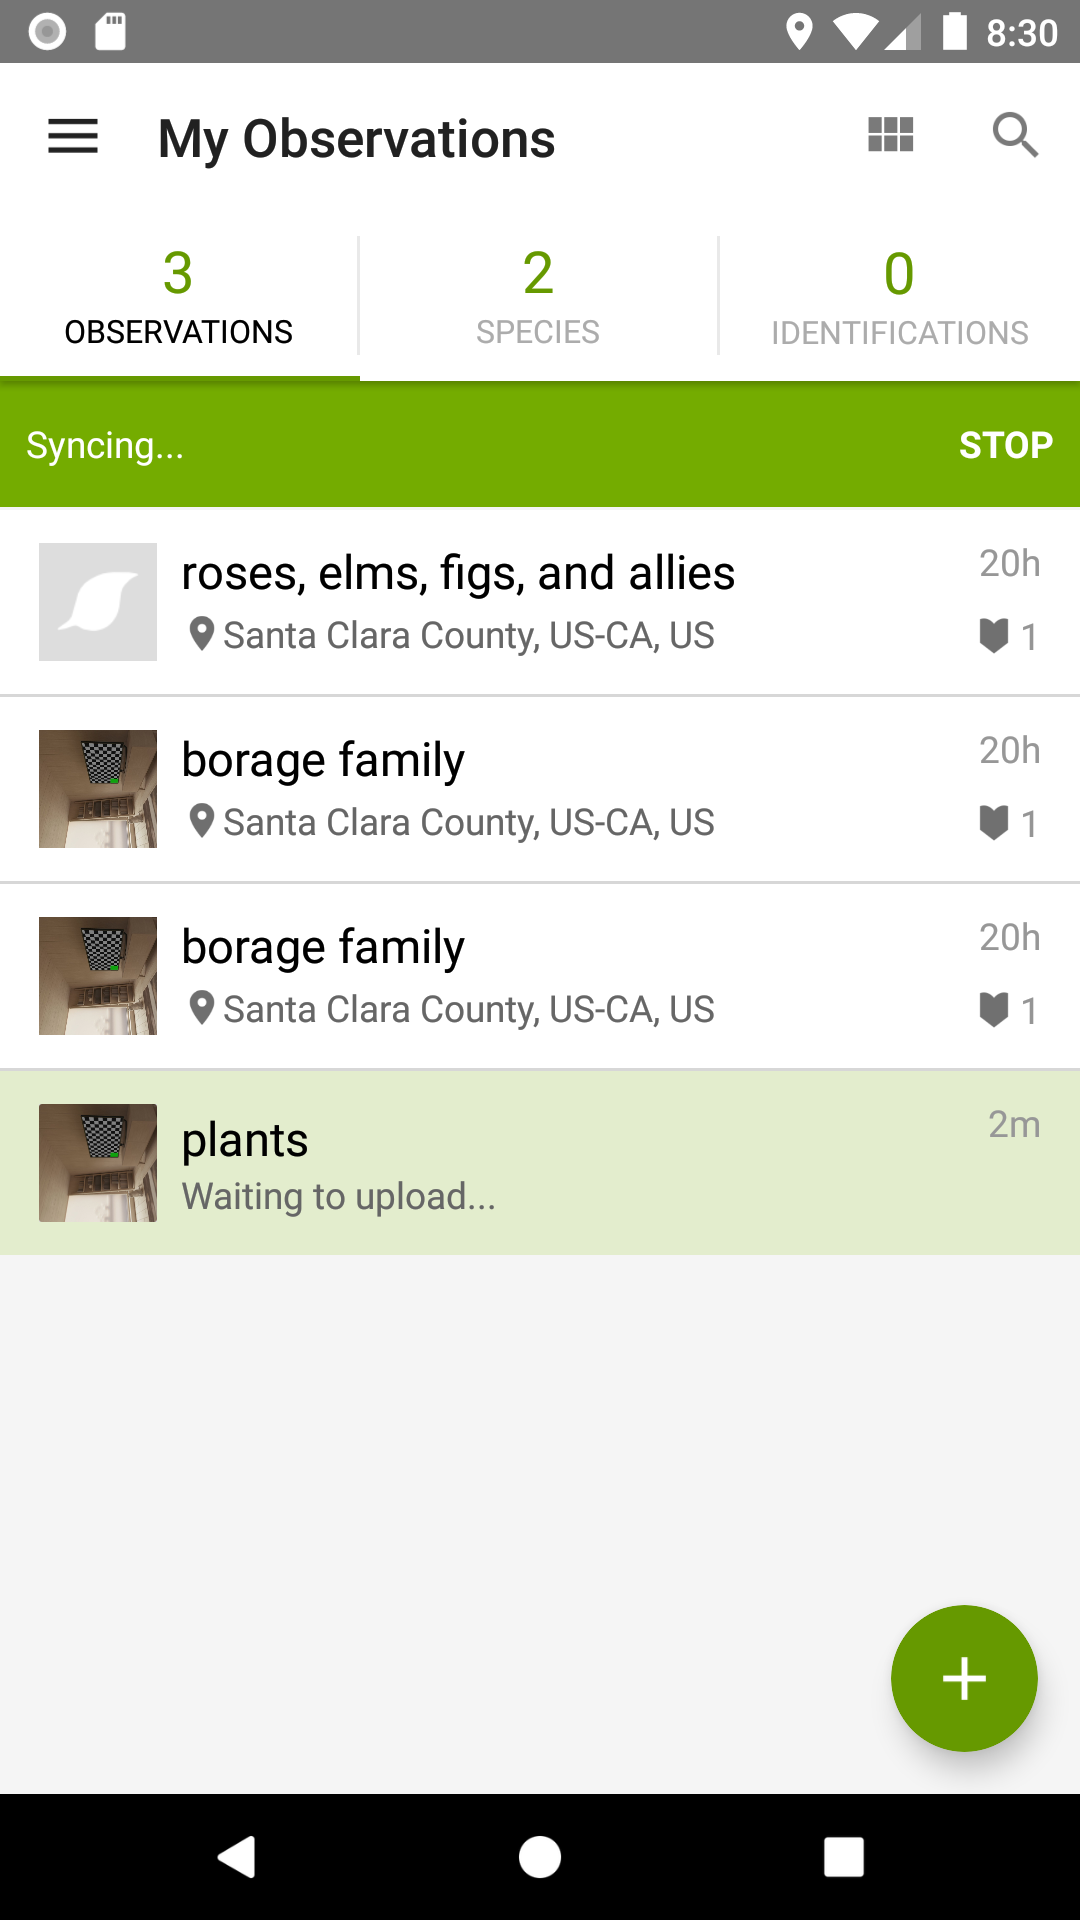 8:30
My Observations
3
OBSERVATIONS
2
SPECIES
0
IDENTIFICATIONS
Syncing...
STOP
roses, elms, figs, and allies
20h
Santa Clara County, US-CA, US
1
borage family
20h
Santa Clara County, US-CA, US
1
borage family
20h
Santa Clara County, US-CA, US
1
plants
2m
Waiting to upload...